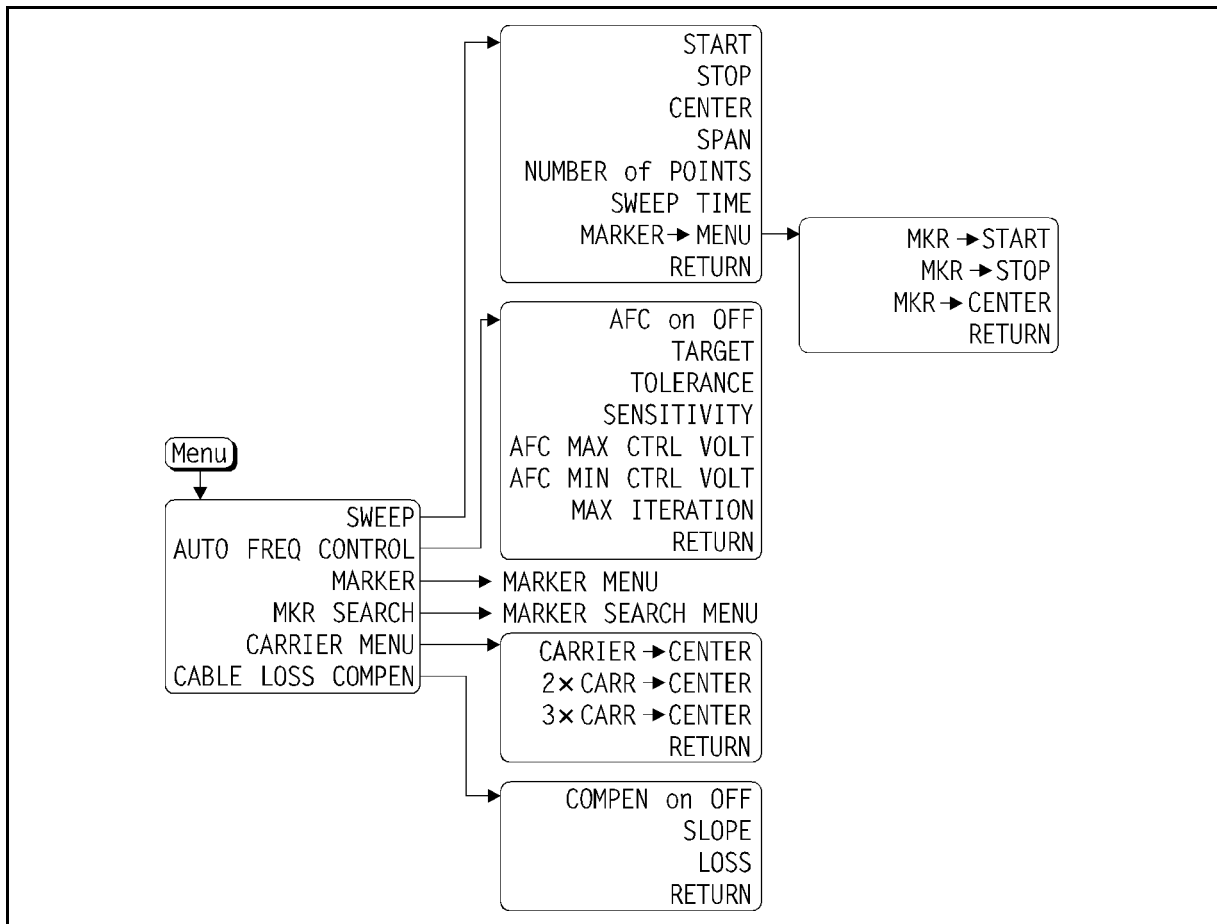 START
STOP
CENTER
SPAN
NUMBER of POINTS
SWEEP TIME
MARKER→ MENU
RETURN
MKR →START
MKR →STOP
MKR→ CENTER
RETURN
AFC on OFF
TARGET
TOLERANCE
SENSITIVITY
AFC MAX CTRL VOLT
AFC MIN CTRL VOLT
MAX ITERATION
RETURN
Menu
SWEEP
AUTO FREQ CONTROL
MARKER
MKR SEARCH
CARRIER MENU
CABLE LOSS COMPEN
MARKER MENU
MARKER SEARCH MENU
CARRIER →CENTER
2× CARR →CENTER
3× CARR →CENTER
RETURN
COMPEN on OFF
SLOPE
LOSS
RETURN